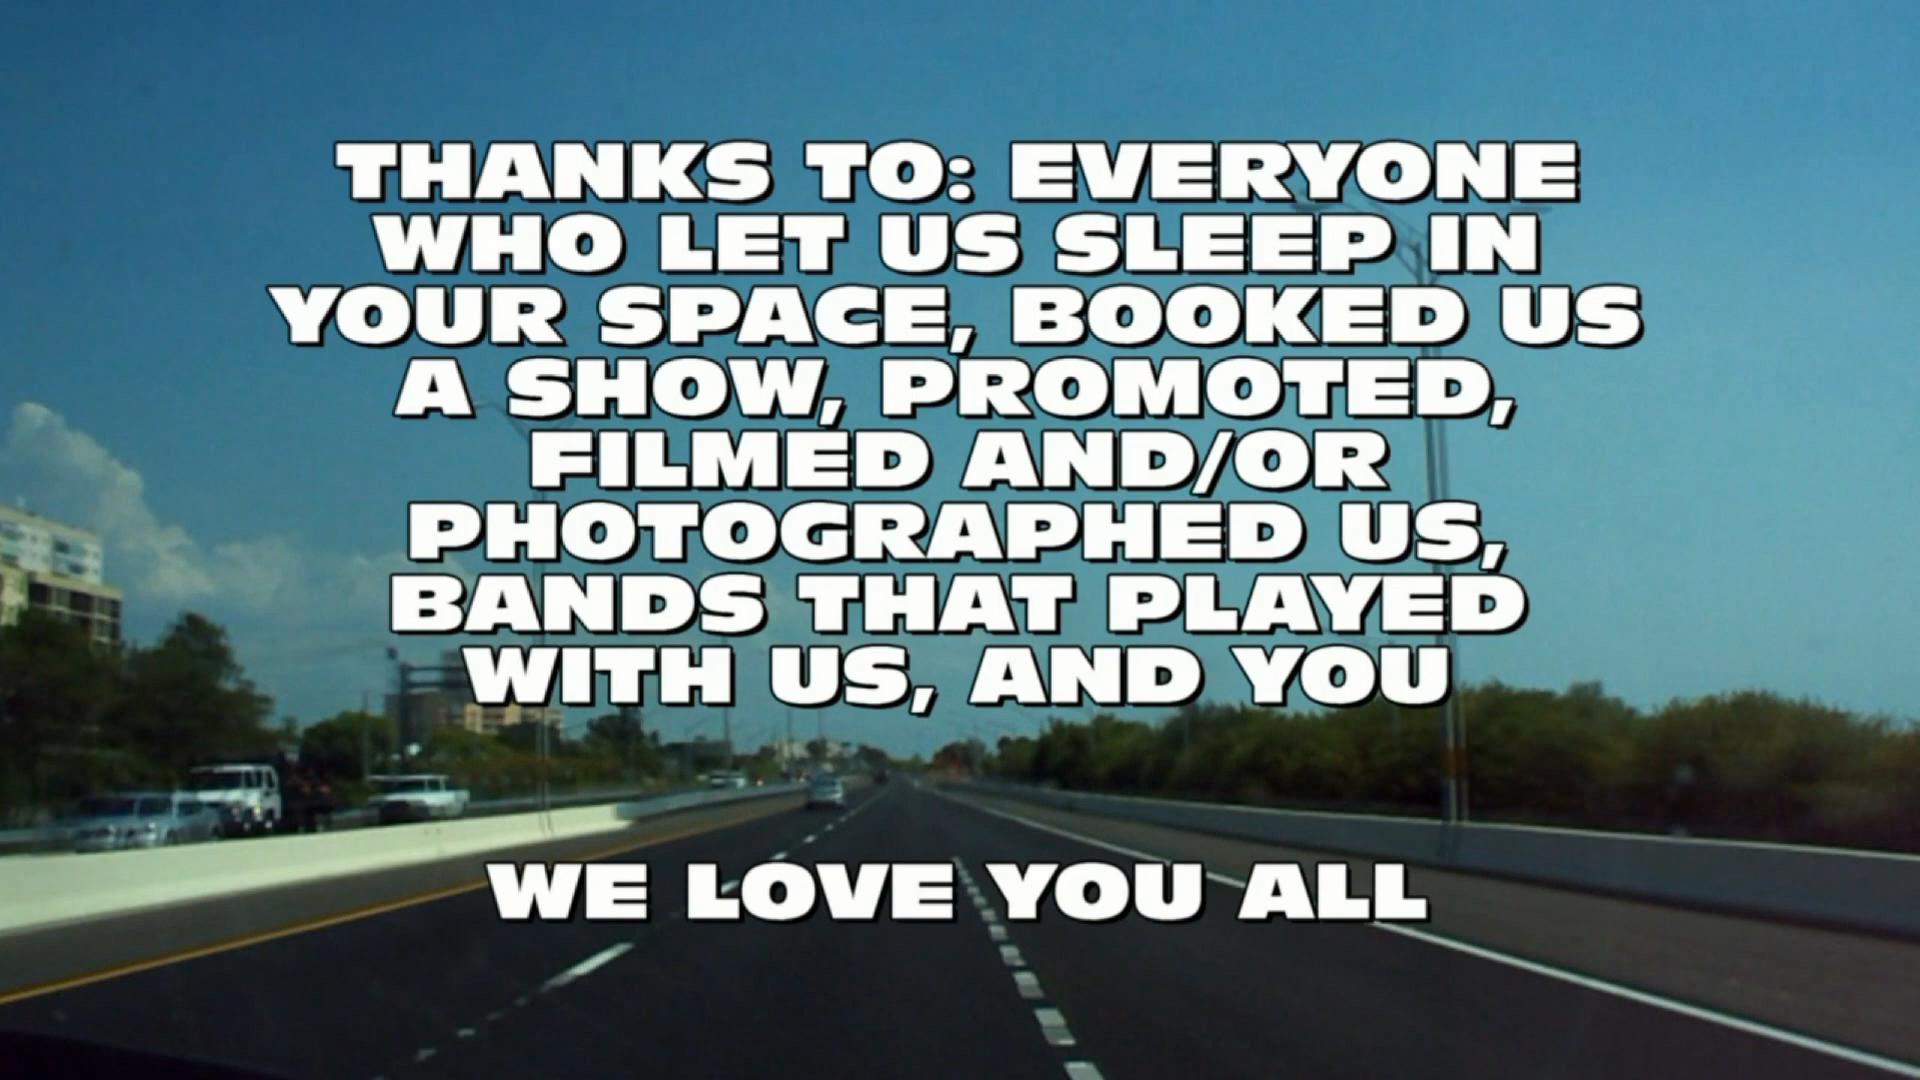 THANKS TO: EVERYONE
WHO LET US SLEEP IN
YOUR SPACE, BOOKED US
A SHOW, PROMOTED,
FILMED AND/OR
PHOTOGRAPHED US,
BANDS THAT PLAYED
WITH US, AND YOU
WE LOVE YOU ALL